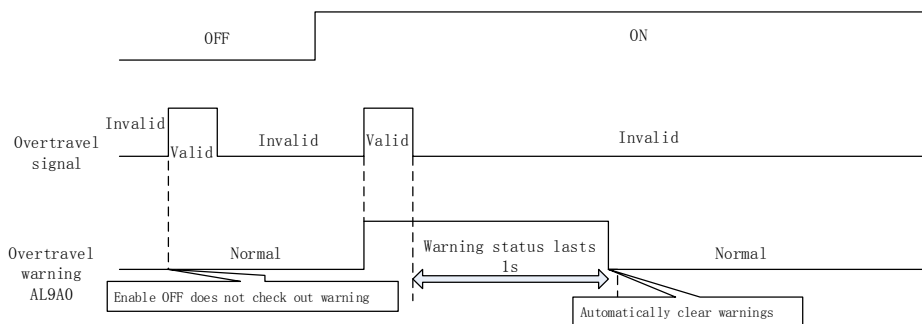 OFF
ON
Invalid
Valid
Invalid
Valid
Invalid
Overtravel
signal
Normal
Warning status lasts
1s
Normal
Overtravel
warning
AL9A0
Enable OFF does not check out warning
Automatically clear warnings